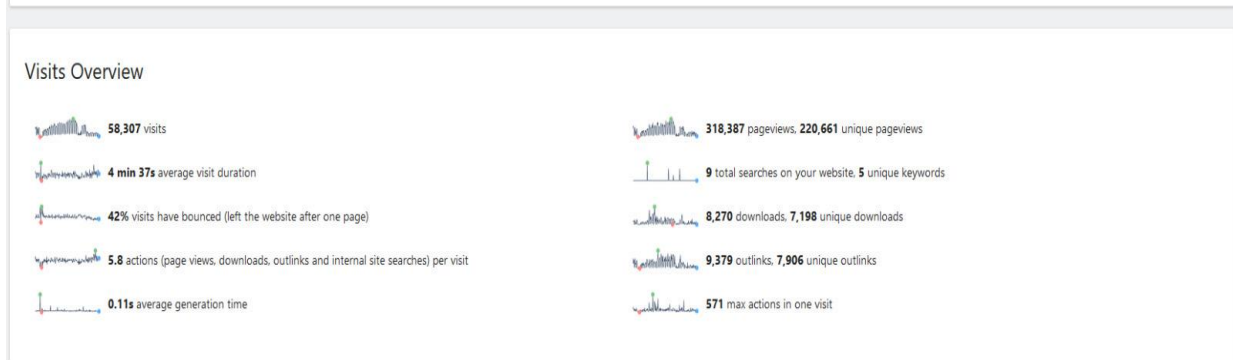 Visits Overview
58,307 visits
4 min 37s average visit duration
42% visits have bounced (left the website after one page)
5.8 actions (page views, downloads, outlinks and internal site searches) per visit
0.11s average generation time
318,387 pageviews, 220,661 unique pageviews
9 total searches on your website, 5 unique keywords
8,270 downloads, 7,198 unique downloads
9,379 outlinks, 7,906 unique outlinks
571 max actions in one visit